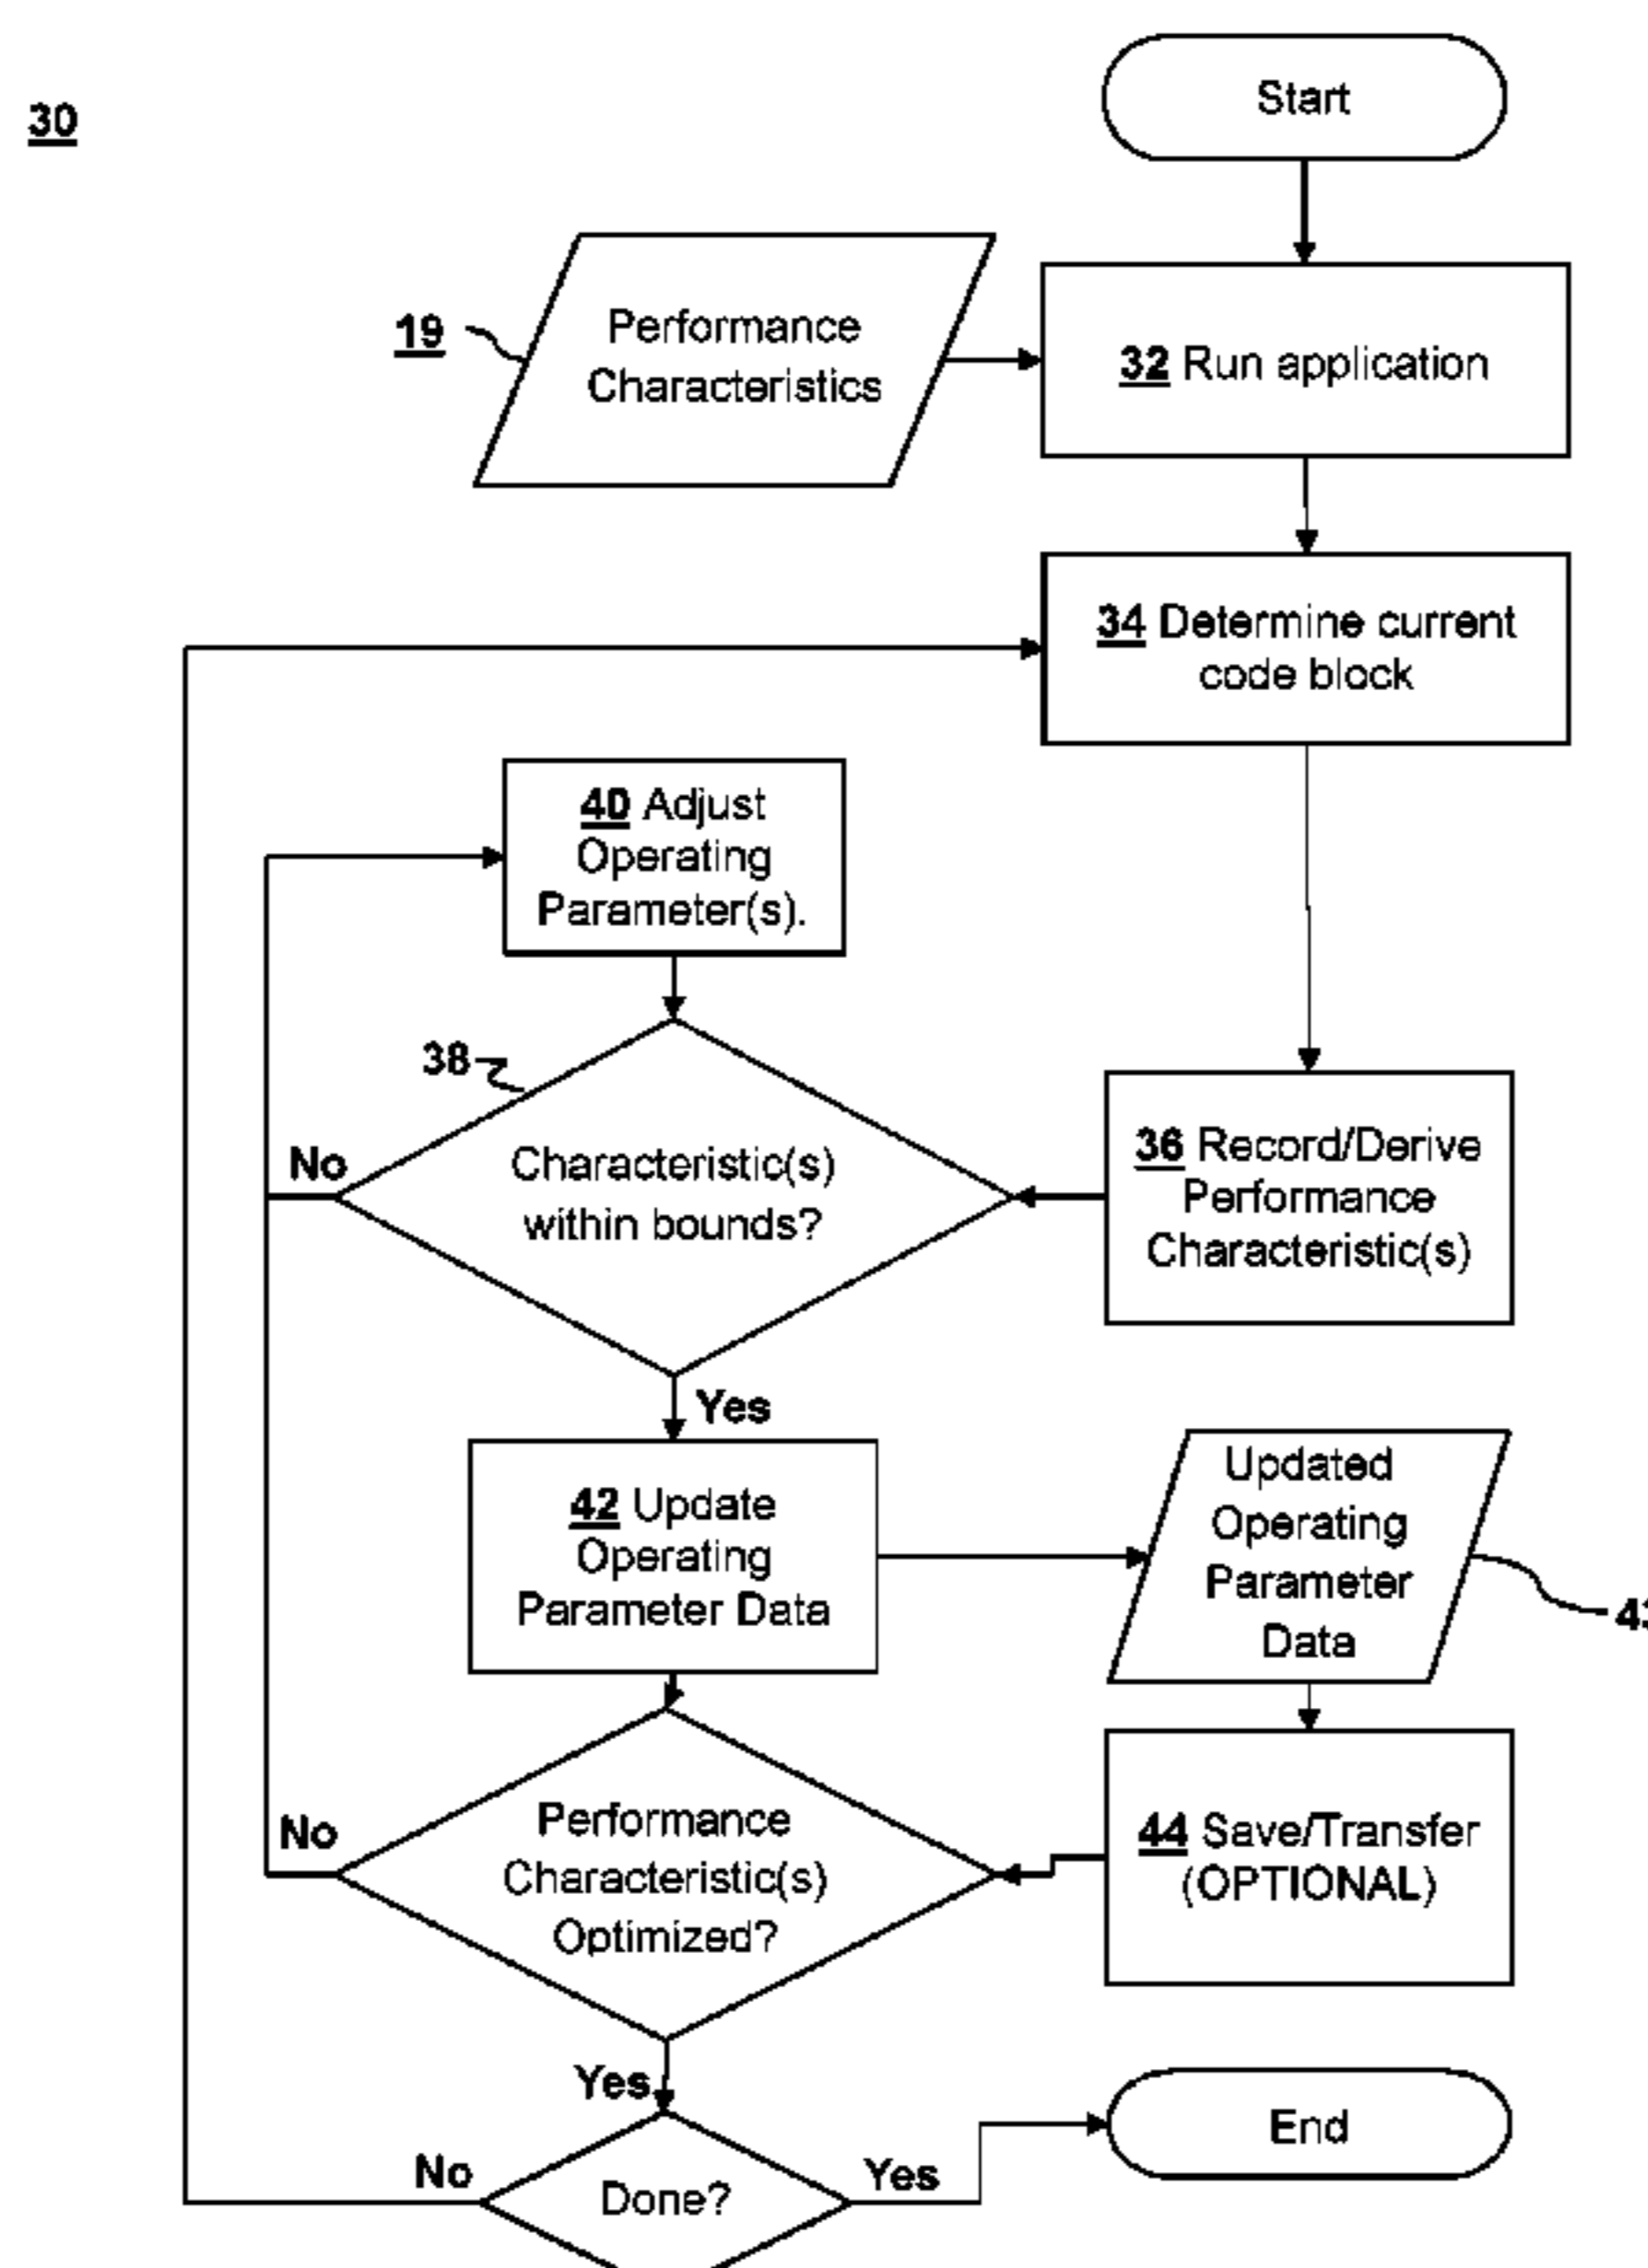 30
Start
19
Performance
Characteristics
32 Run application
34 Determine current
code block
40 Adjust
Operating
Parameter(s).
38
No
Characteristic(s)
within bounds?
36 Record/Derive
Performance
Characteristic(s)
Yes
42 Update
Operating
Parameter Data
Updated
Operating
Parameter
Data
43
No
Performance
Characteristic(s)
Optimized?
44 Save/Transfer
(OPTIONAL)
Yes
No
Done?
Yes
End